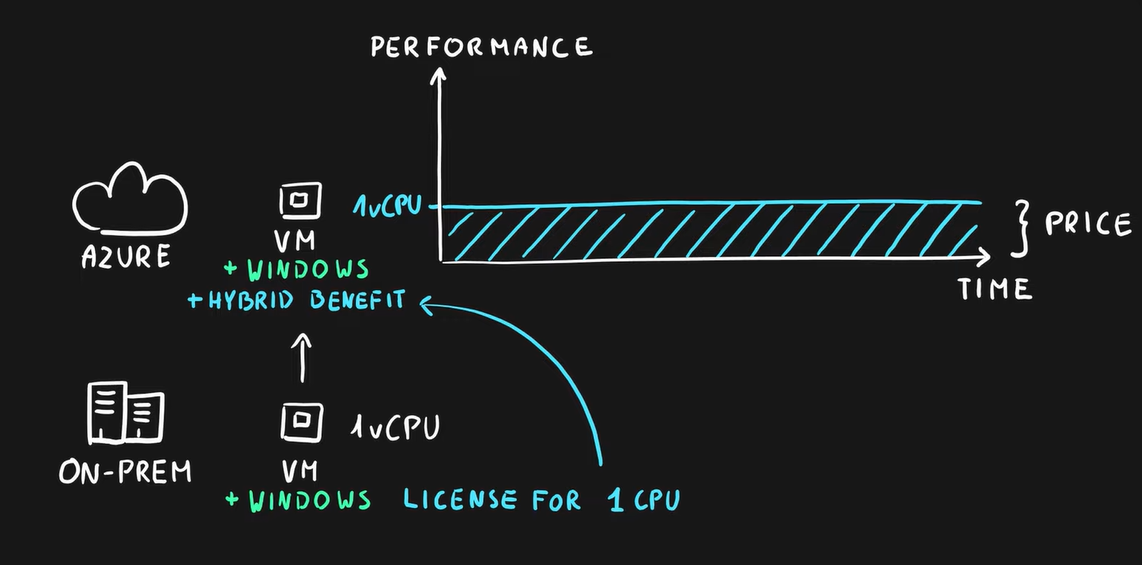 PERFORMANCE
1vCPU
PRICE
AZURE
VM
+ WINDOWS
+ HYBRID BENEFIT
TIME
1vCPU
ON-PREM
VM
+ WINDOWS
LICENSE FOR 1 CPU